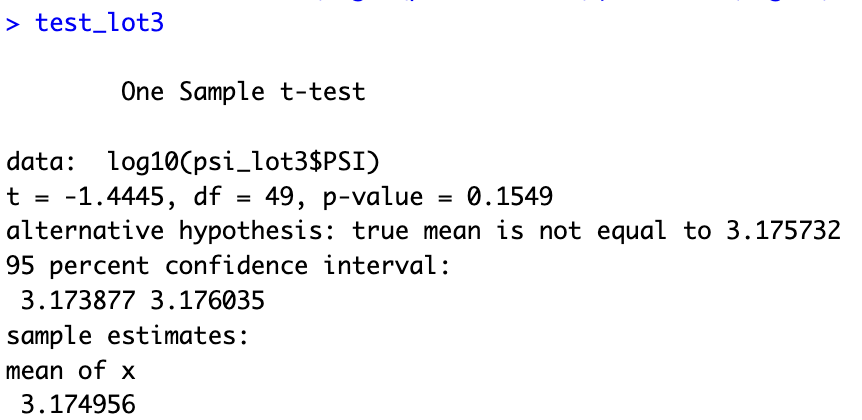 > test_lot3
One Sample t-test
data:  log10(psi_lot3$PSI)
t = -1.4445, df = 49, p-value = 0.1549
alternative hypothesis: true mean is not equal to 3.175732
95 percent confidence interval:
3.173877 3.176035
sample estimates:
mean of x
3.174956